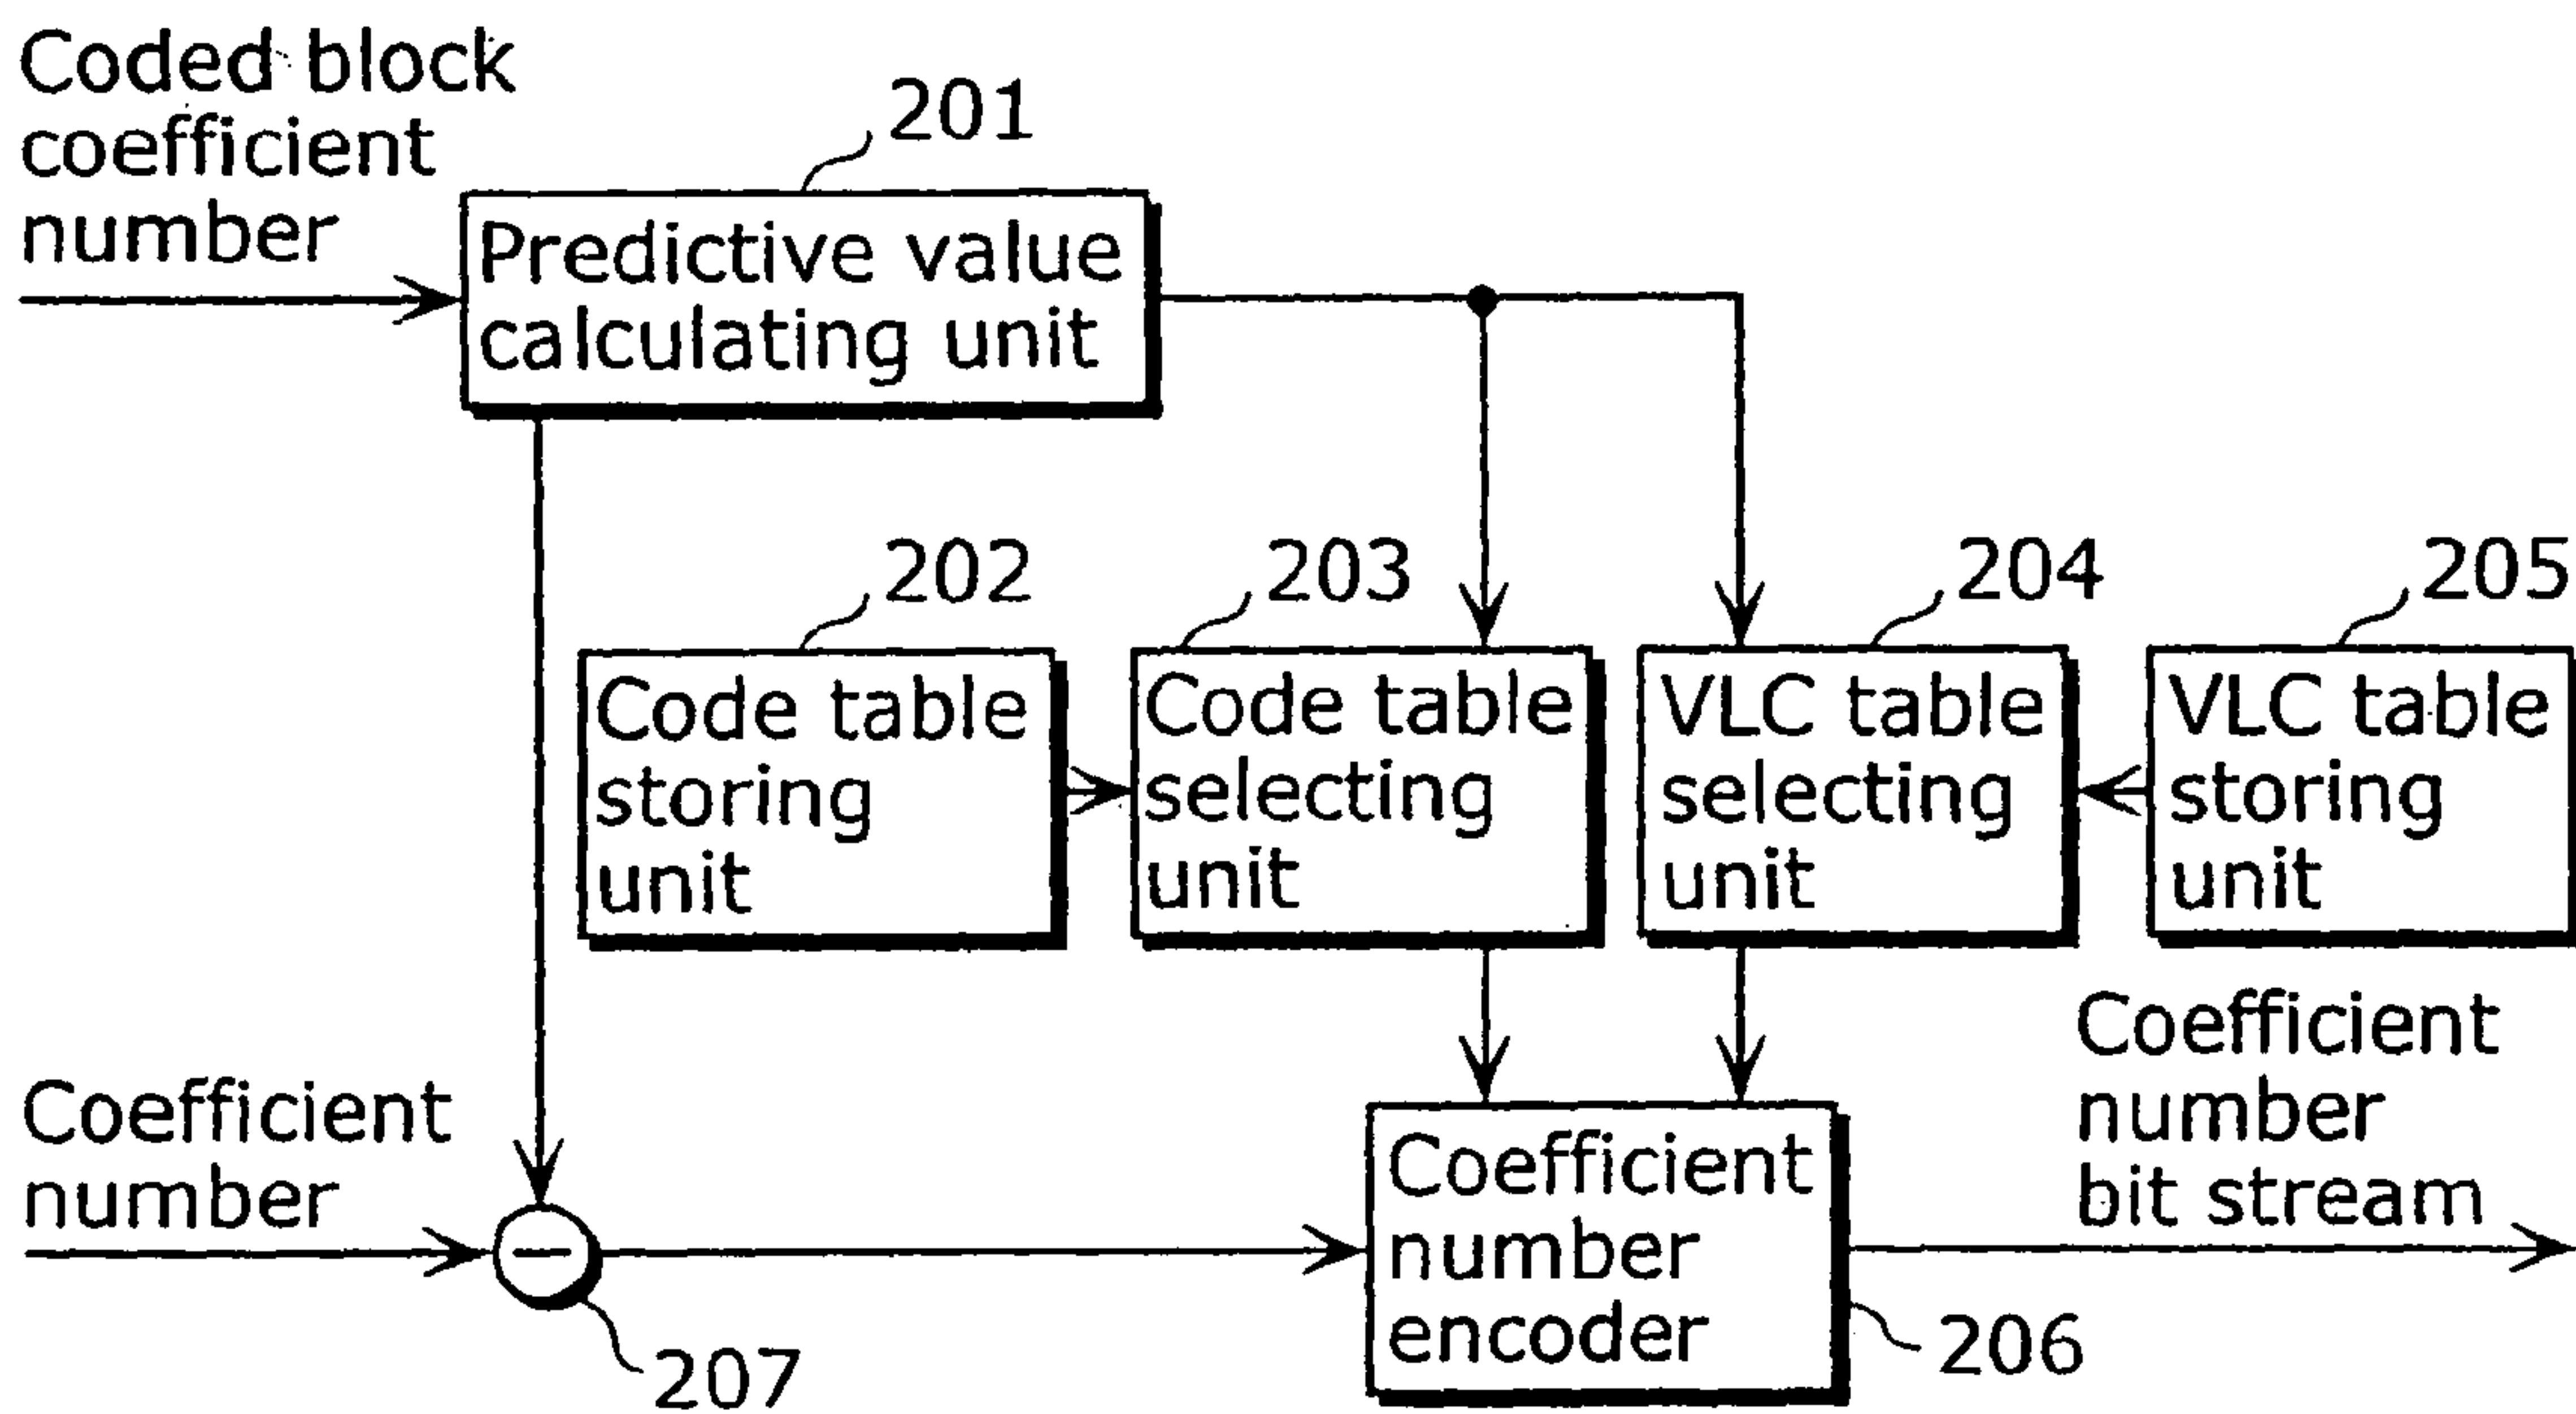 Coded block
coefficient
number
201
Predictive value
calculating unit
202
203
204
205
Code table
storing
unit
Code table
selecting
unit
VLC table
selecting
unit
VLC table
storing
unit
Coefficient
number
Coefficient
number
encoder
Coefficient
number
bit stream
206
207